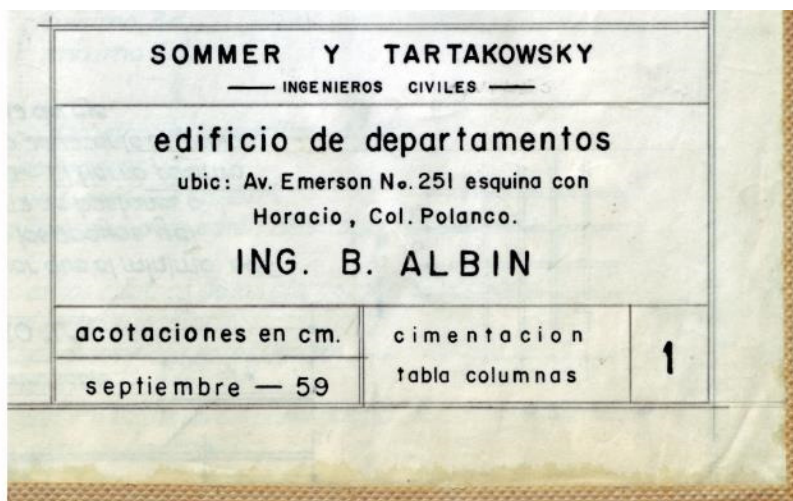 SOMMER Y TARTAKOWSKY
INGENIEROS CIVILES
edificio de departamentos
ubic: Av. Emerson No. 251 esquina con
Horacio, Col. Polanco.
ING. B. ALBIN
acotaciones en cm.
septiembre — 59
cimentacion
tabla columnas
1